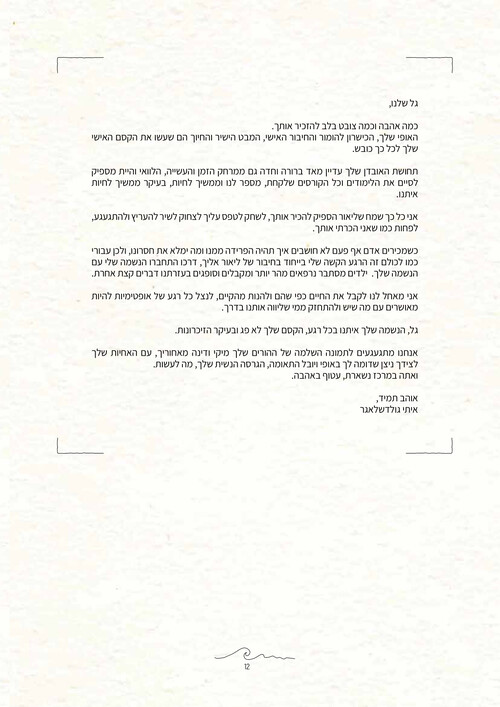 גל שלנו,
כמה אהבה וכמה צובט בלב להזכיר אותך.
האופי שלך, הכישרון להומור והחיבור האישי, המבט הישיר והחיוך הם שעשו את הקסם האישי
שלך לכל כך כובש.
תחושת האובדן שלך עדיין מאד ברורה וחדה גם ממרחק הזמן והעשייה, הלוואי והיית מספיק
לסיים את הלימודים וכל הקורסים שלקחת, מספר לנו וממשיך לחיות, בעיקר ממשיך לחיות
איתנו.
אני כל כך שמח שליאור הספיק להכיר אותך, לשחק לטפס עליך לצחוק לשיר להעריץ ולהתגעגע,
לפחות כמו שאני הכרתי אותך.
כשמכירים אדם אף פעם לא חושבים איך תהיה הפרידה ממנו ומה ימלא את חסרונו, ולכן עבורי
כמו לכולם זה הרגע הקשה שלי בייחוד בחיבור של ליאור אליך, דרכו התחברו הנשמה שלי עם
הנשמה שלך. ילדים מסתבר נרפאים מהר יותר ומקבלים וסופגים בעזרתנו דברים קצת אחרת.
אני מאחל לנו לקבל את החיים כפי שהם ולהנות מהקיים, לנצל כל רגע של אופטימיות להיות
מאושרים עם מה שיש ולהתחזק ממי שליווה אותנו בדרך.
גל, הנשמה שלך איתנו בכל רגע, הקסם שלך לא פג ובעיקר הזיכרונות.
אנחנו מתגעגעים לתמונה השלמה של ההורים שלך מיקי ודינה מאחוריך, עם האחיות שלך
לצידך ניצן שדומה לך באופי ויובל התאומה, הגרסה הנשית שלך, מה לעשות.
ואתה במרכז נשארת, עטוף באהבה.
אוהב תמיד,
איתי גולדשלאגר
12